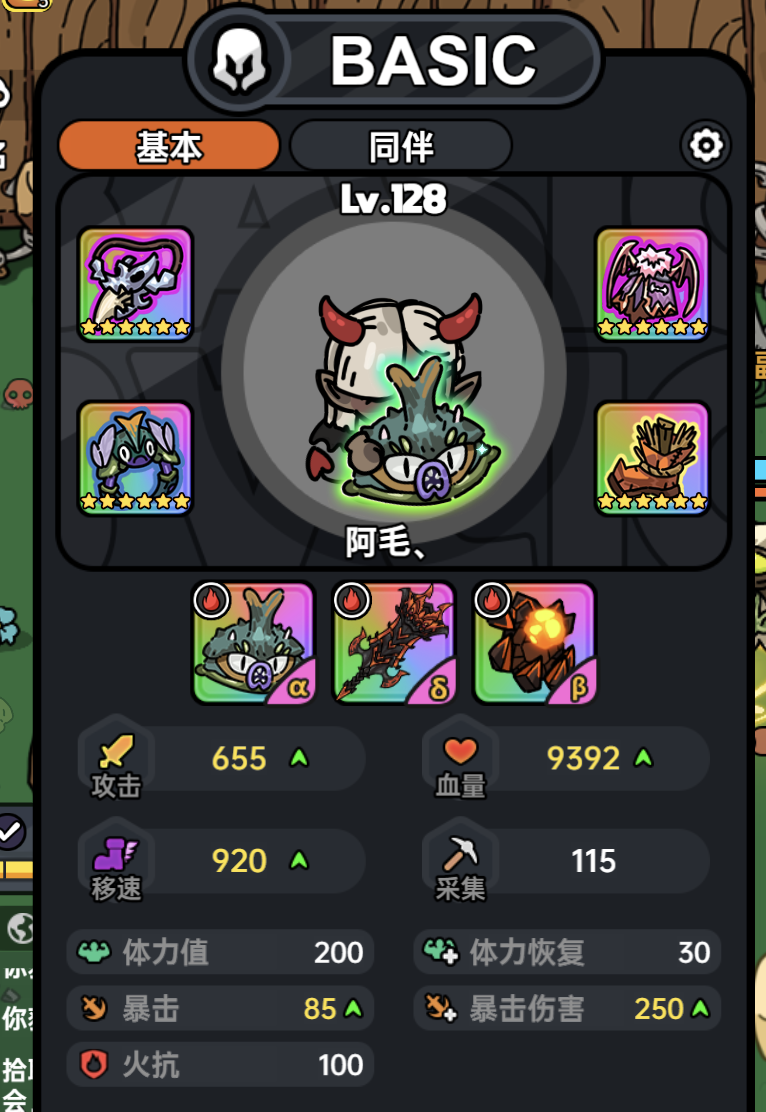 5
BASIC
基本
同伴
Lv.128
阿毛、
α
δ
β
攻击 655
血量 9392
移速 920
采集 115
体力值 200
体力恢复 30
暴击 85
暴击伤害 250
火抗 100
你
拾
会